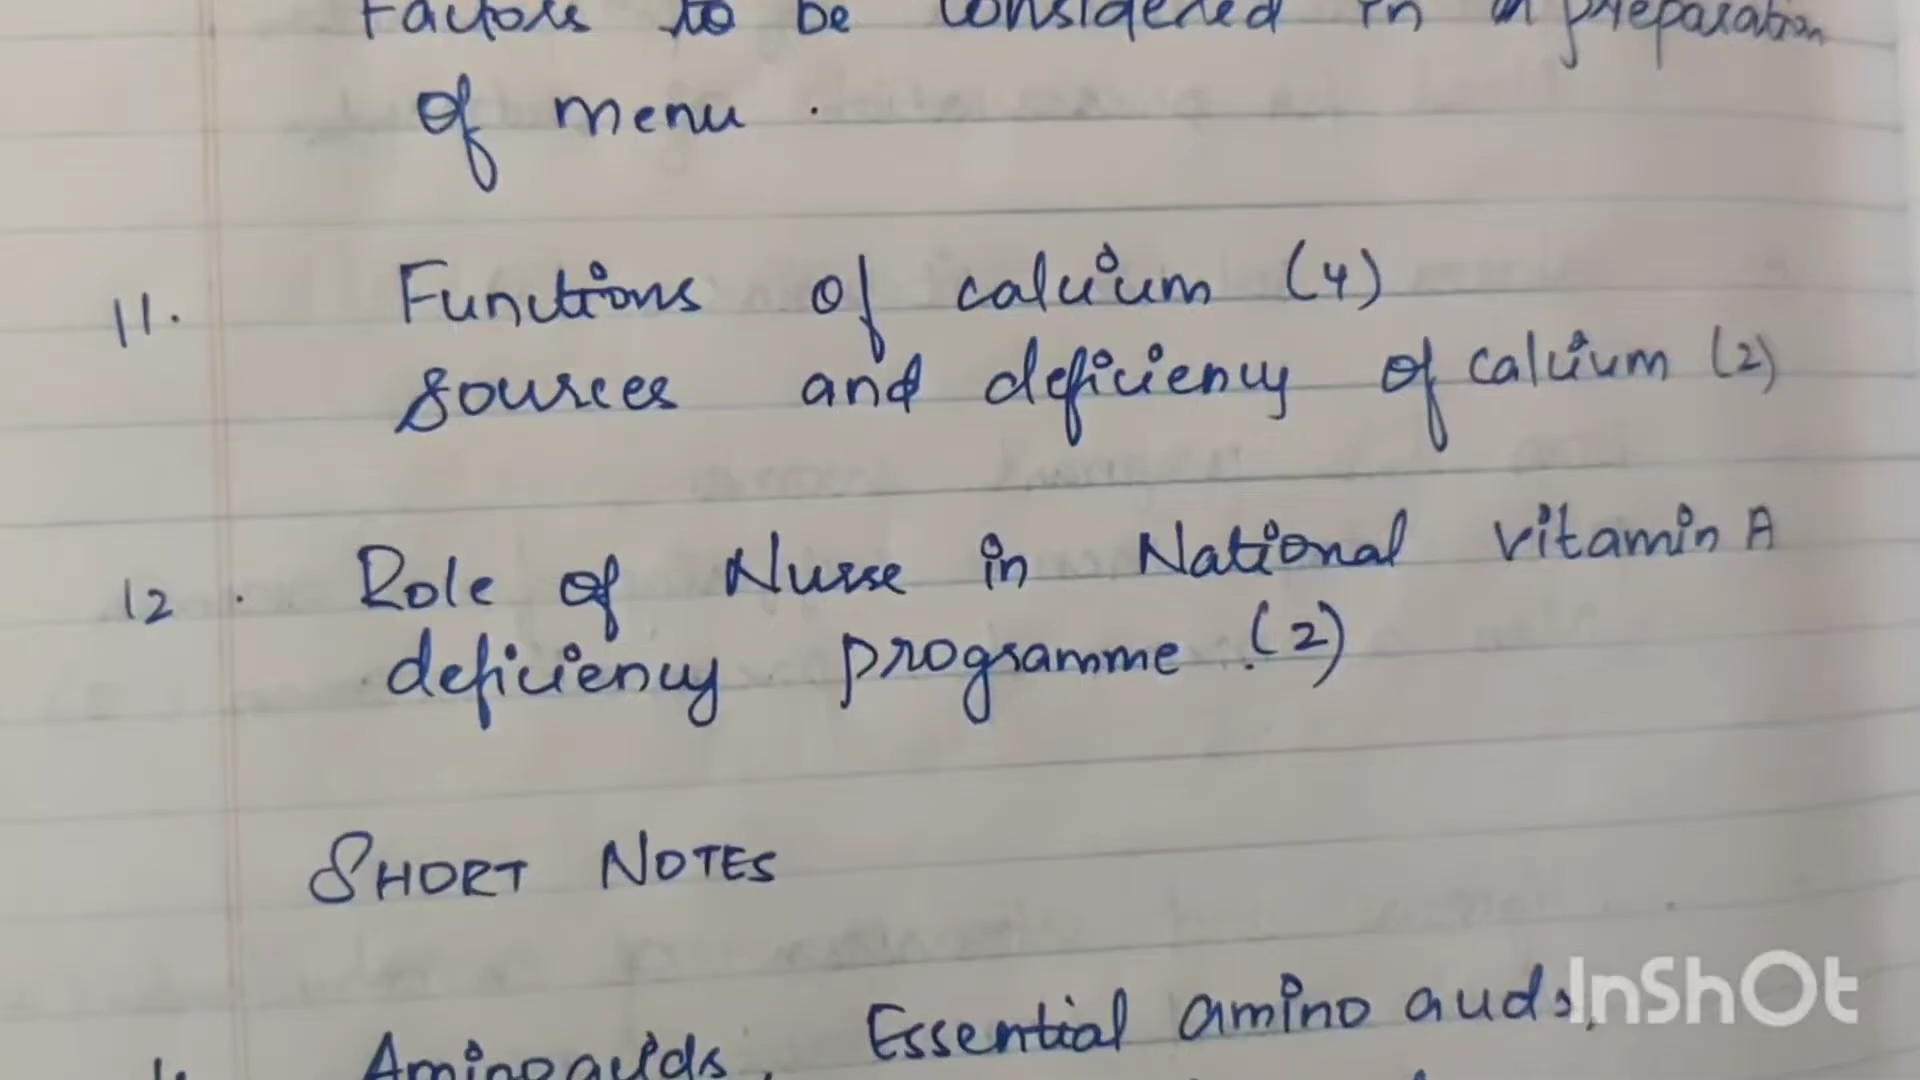 Factors to be considered in preparation
of menu.
11. Functions of calcium (4)
sources and deficiency of calcium (2)
12. Role of Nurse in National vitamin A
deficiency programme. (2)
SHORT NOTES
Aminoacids, Essential amino acids,
InShOt